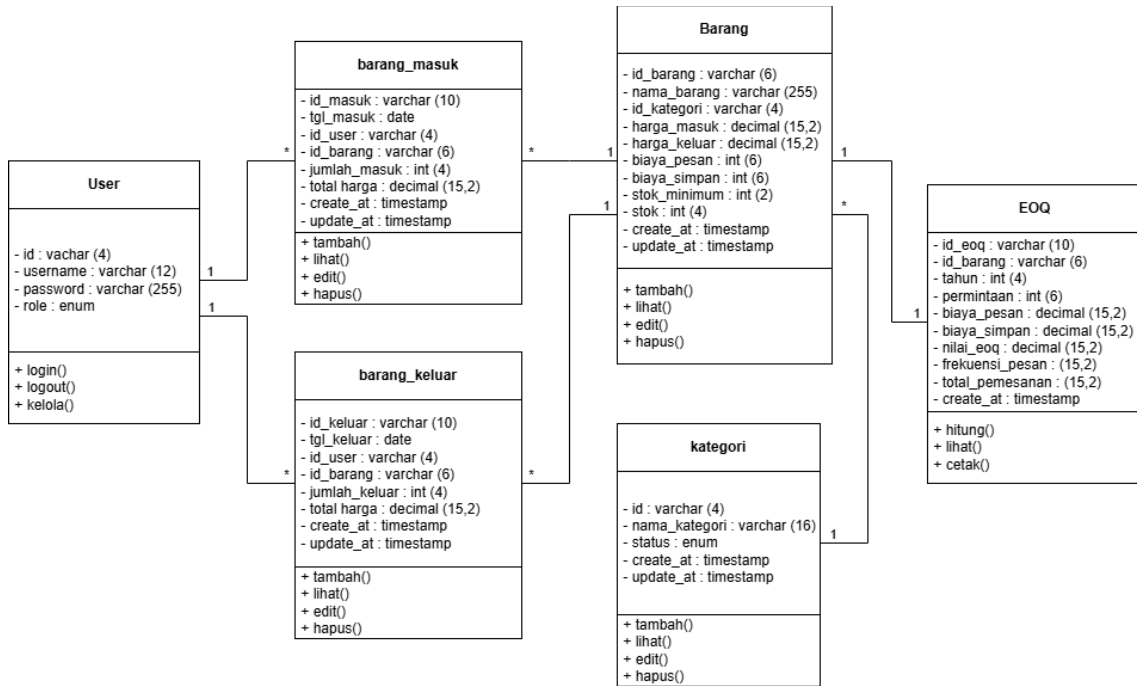 User
- id : vachar (4)
- username : varchar (12)
- password : varchar (255)
- role : enum
+ login()
+ logout()
+ kelola()
1
1
*
*
barang_masuk
- id_masuk : varchar (10)
- tgl_masuk : date
- id_user : varchar (4)
- id_barang : varchar (6)
- jumlah_masuk : int (4)
- total harga : decimal (15,2)
- create_at : timestamp
- update_at : timestamp
+ tambah()
+ lihat()
+ edit()
+ hapus()
barang_keluar
- id_keluar : varchar (10)
- tgl_keluar : date
- id_user : varchar (4)
- id_barang : varchar (6)
- jumlah_keluar : int (4)
- total harga : decimal (15,2)
- create_at : timestamp
- update_at : timestamp
+ tambah()
+ lihat()
+ edit()
+ hapus()
*
1
*
1
Barang
- id_barang : varchar (6)
- nama_barang : varchar (255)
- id_kategori : varchar (4)
- harga_masuk : decimal (15,2)
- harga_keluar : decimal (15,2)
- biaya_pesan : int (6)
- biaya_simpan : int (6)
- stok_minimum : int (2)
- stok : int (4)
- create_at : timestamp
- update_at : timestamp
+ tambah()
+ lihat()
+ edit()
+ hapus()
1
*
kategori
- id : varchar (4)
- nama_kategori : varchar (16)
- status : enum
- create_at : timestamp
- update_at : timestamp
+ tambah()
+ lihat()
+ edit()
+ hapus()
1
1
EOQ
- id_eoq : varchar (10)
- id_barang : varchar (6)
- tahun : int (4)
- permintaan : int (6)
- biaya_pesan : decimal (15,2)
- biaya_simpan : decimal (15,2)
- nilai_eoq : decimal (15,2)
- frekuensi_pesan : (15,2)
- total_pemesanan : (15,2)
- create_at : timestamp
+ hitung()
+ lihat()
+ cetak()